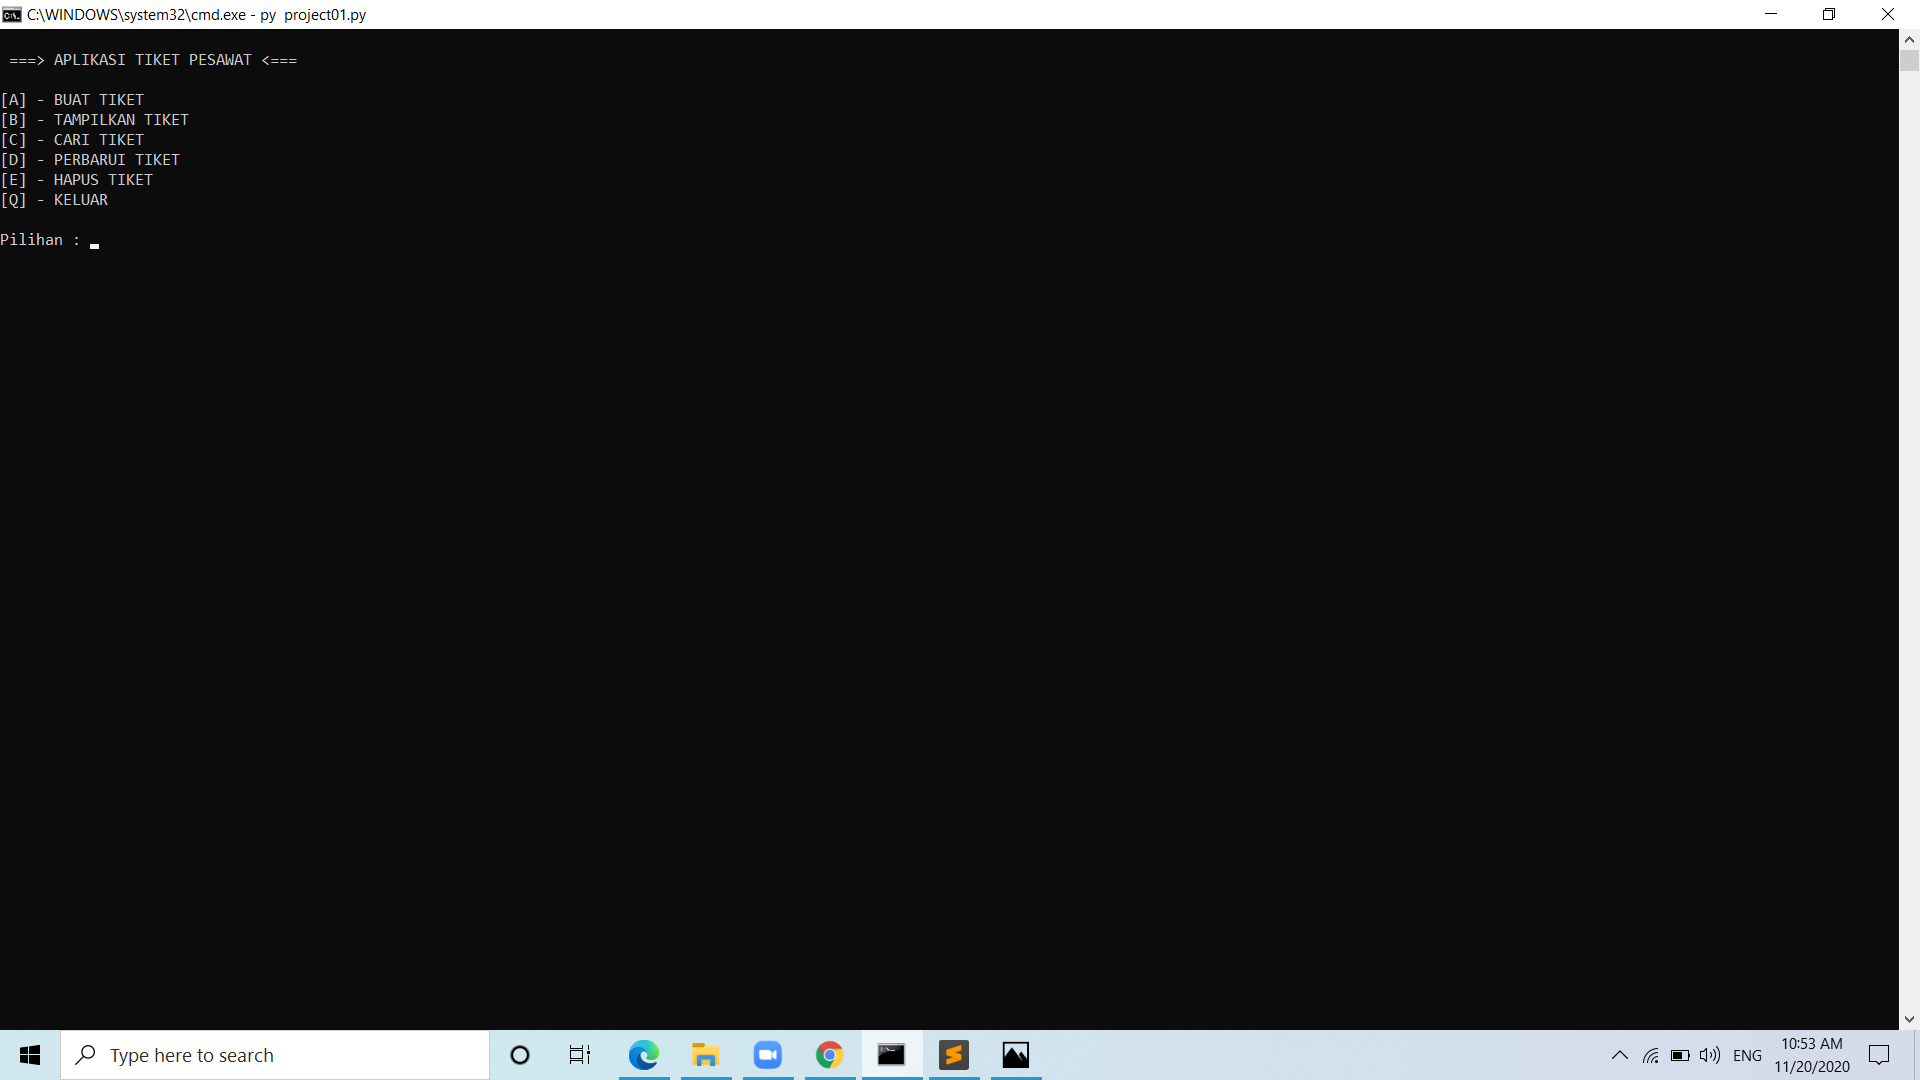 C:\WINDOWS\system32\cmd.exe - py  project01.py
===> APLIKASI TIKET PESAWAT <===
[A] - BUAT TIKET
[B] - TAMPILKAN TIKET
[C] - CARI TIKET
[D] - PERBARUI TIKET
[E] - HAPUS TIKET
[Q] - KELUAR
Pilihan :
Type here to search
ENG
10:53 AM
11/20/2020